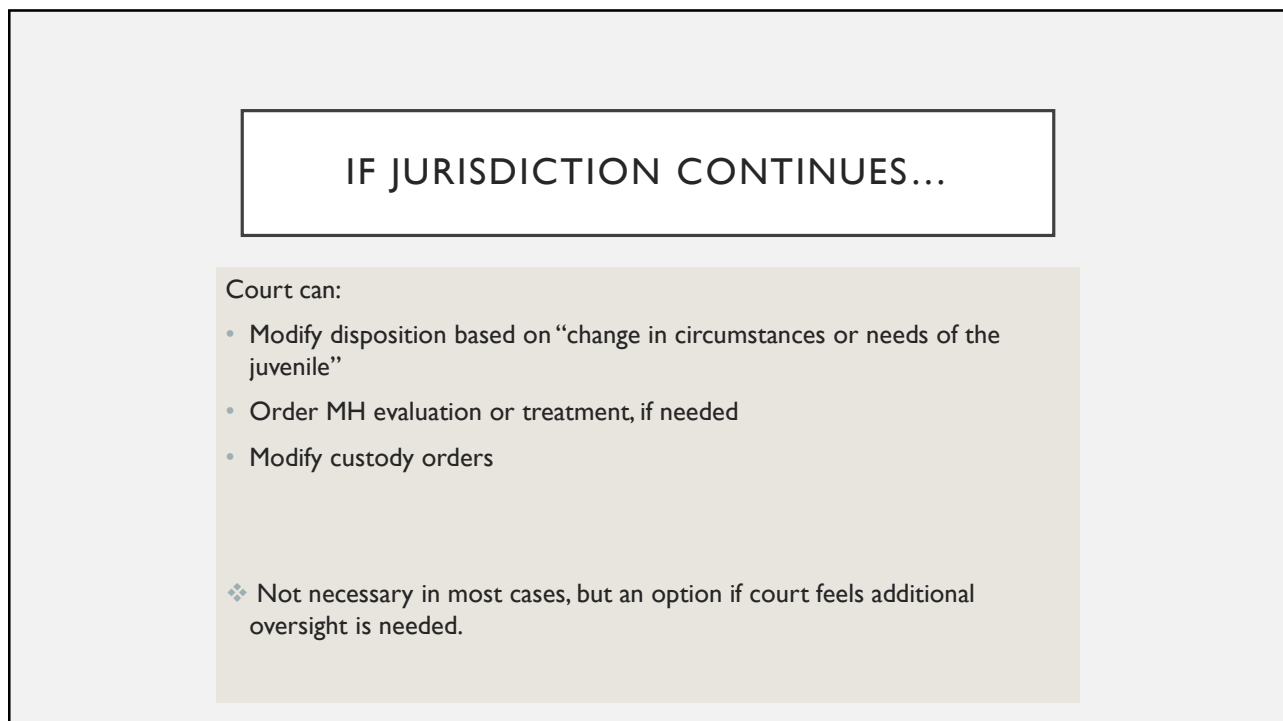 IF JURISDICTION CONTINUES…
Court can:
• Modify disposition based on “change in circumstances or needs of the
juvenile”
• Order MH evaluation or treatment, if needed
• Modify custody orders
❖ Not necessary in most cases, but an option if court feels additional
oversight is needed.